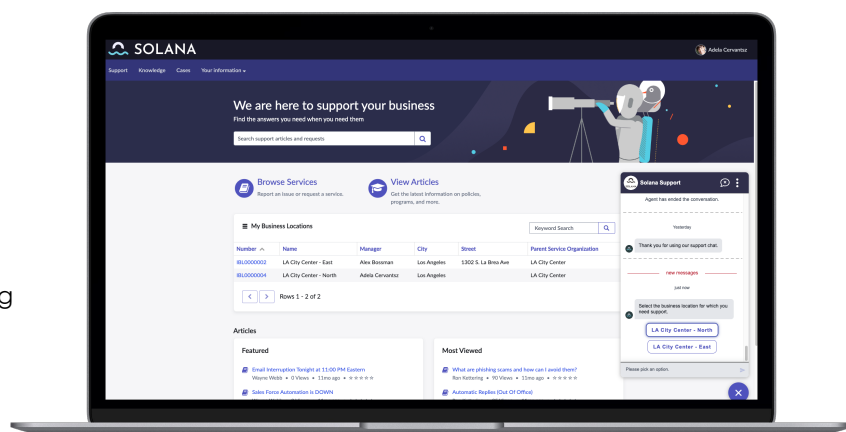 SOLANA
Adela Cervantsz
Support Knowledge Cases Your Information
We are here to support your business
Find the answers you need when you need them
Search support articles and requests
Browse Services
Report an issue or request a service.
View Articles
Get the latest information on policies, programs, and more.
My Business Locations
Keyword Search
Number Name Manager City Street Parent Service Organization
IBL0000002 LA City Center - East Alex Bossman Los Angeles 1302 S. La Brea Ave LA City Center
IBL0000004 LA City Center - North Adela Cervantsz Los Angeles LA City Center
< > Rows 1 - 2 of 2
Articles
Featured
Email Interruption Tonight at 11:00 PM Eastern
Wayne Webb • 0 Views • 11mo ago • ☆☆☆☆☆
Sales Force Automation is DOWN
Most Viewed
What are phishing scams and how can I avoid them?
Ron Kettering • 90 Views • 11mo ago • ☆☆☆☆☆
Automatic Replies (Out Of Office)
Solana Support
Agent has ended the conversation.
Yesterday
Thank you for using our support chat.
new messages
just now
Select the business location for which you
need support.
LA City Center - North
LA City Center - East
Please pick an option.
g